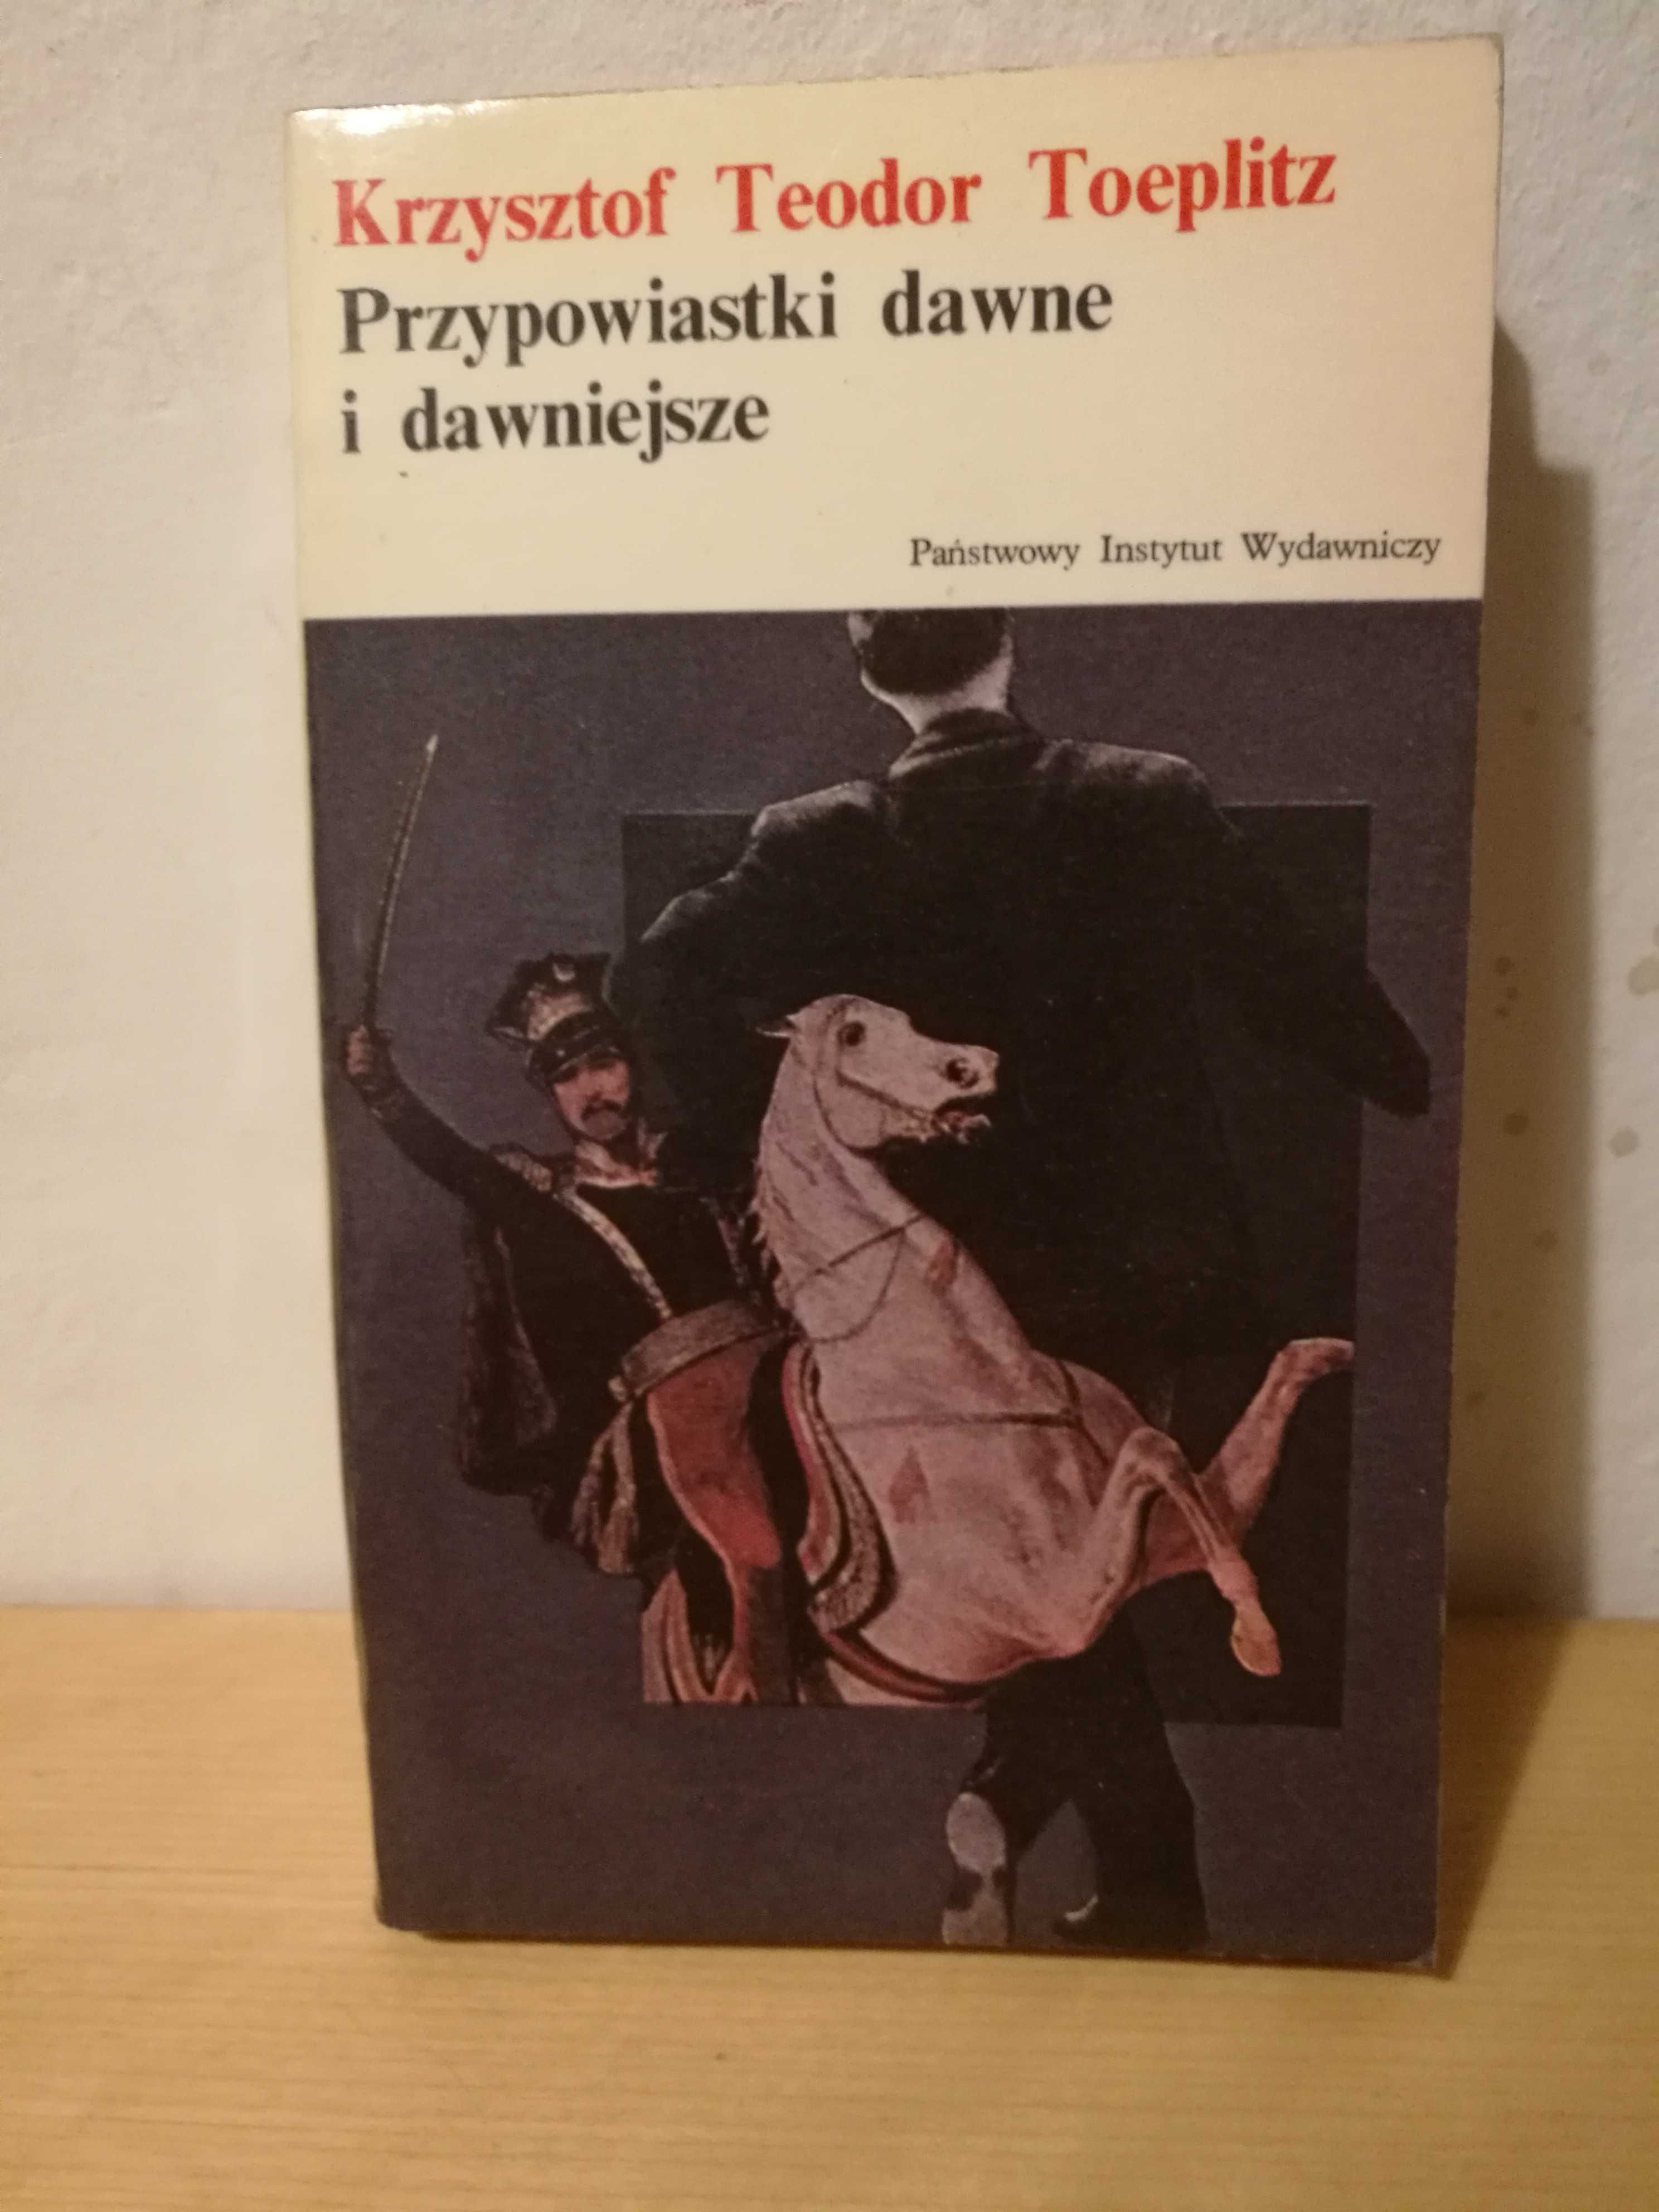 Krzysztof Teodor Toeplitz
Przypowiastki dawne
i dawniejsze
Państwowy Instytut Wydawniczy